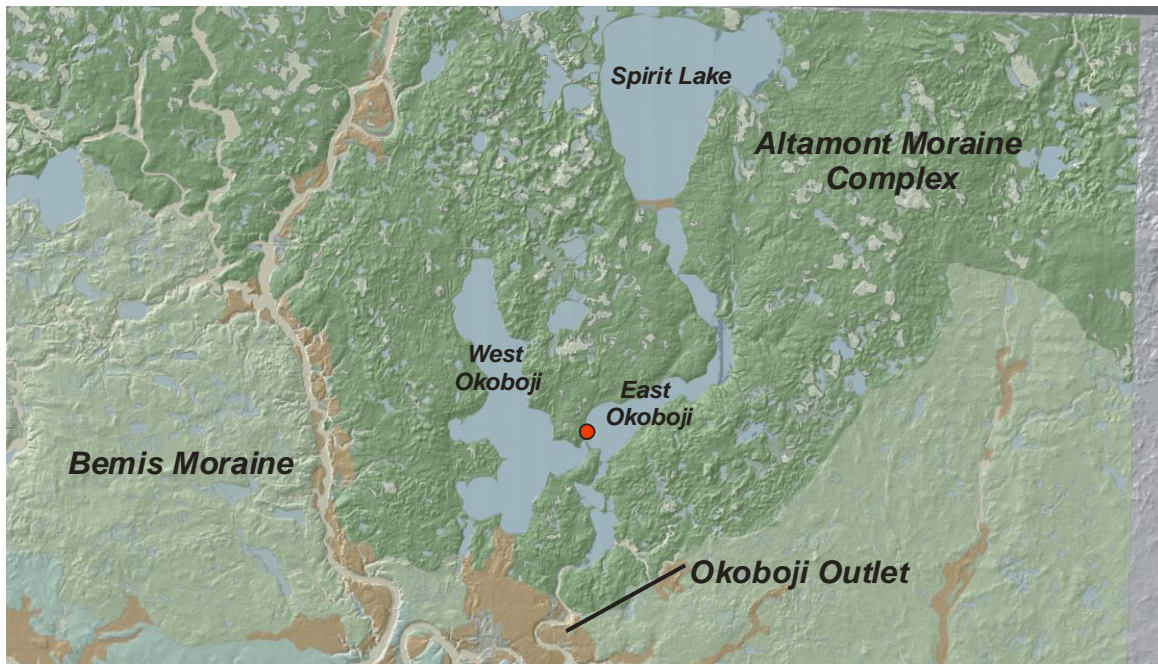 Spirit Lake
Altamont Moraine
Complex
West
Okoboji
East
Okoboji
Bemis Moraine
Okoboji Outlet